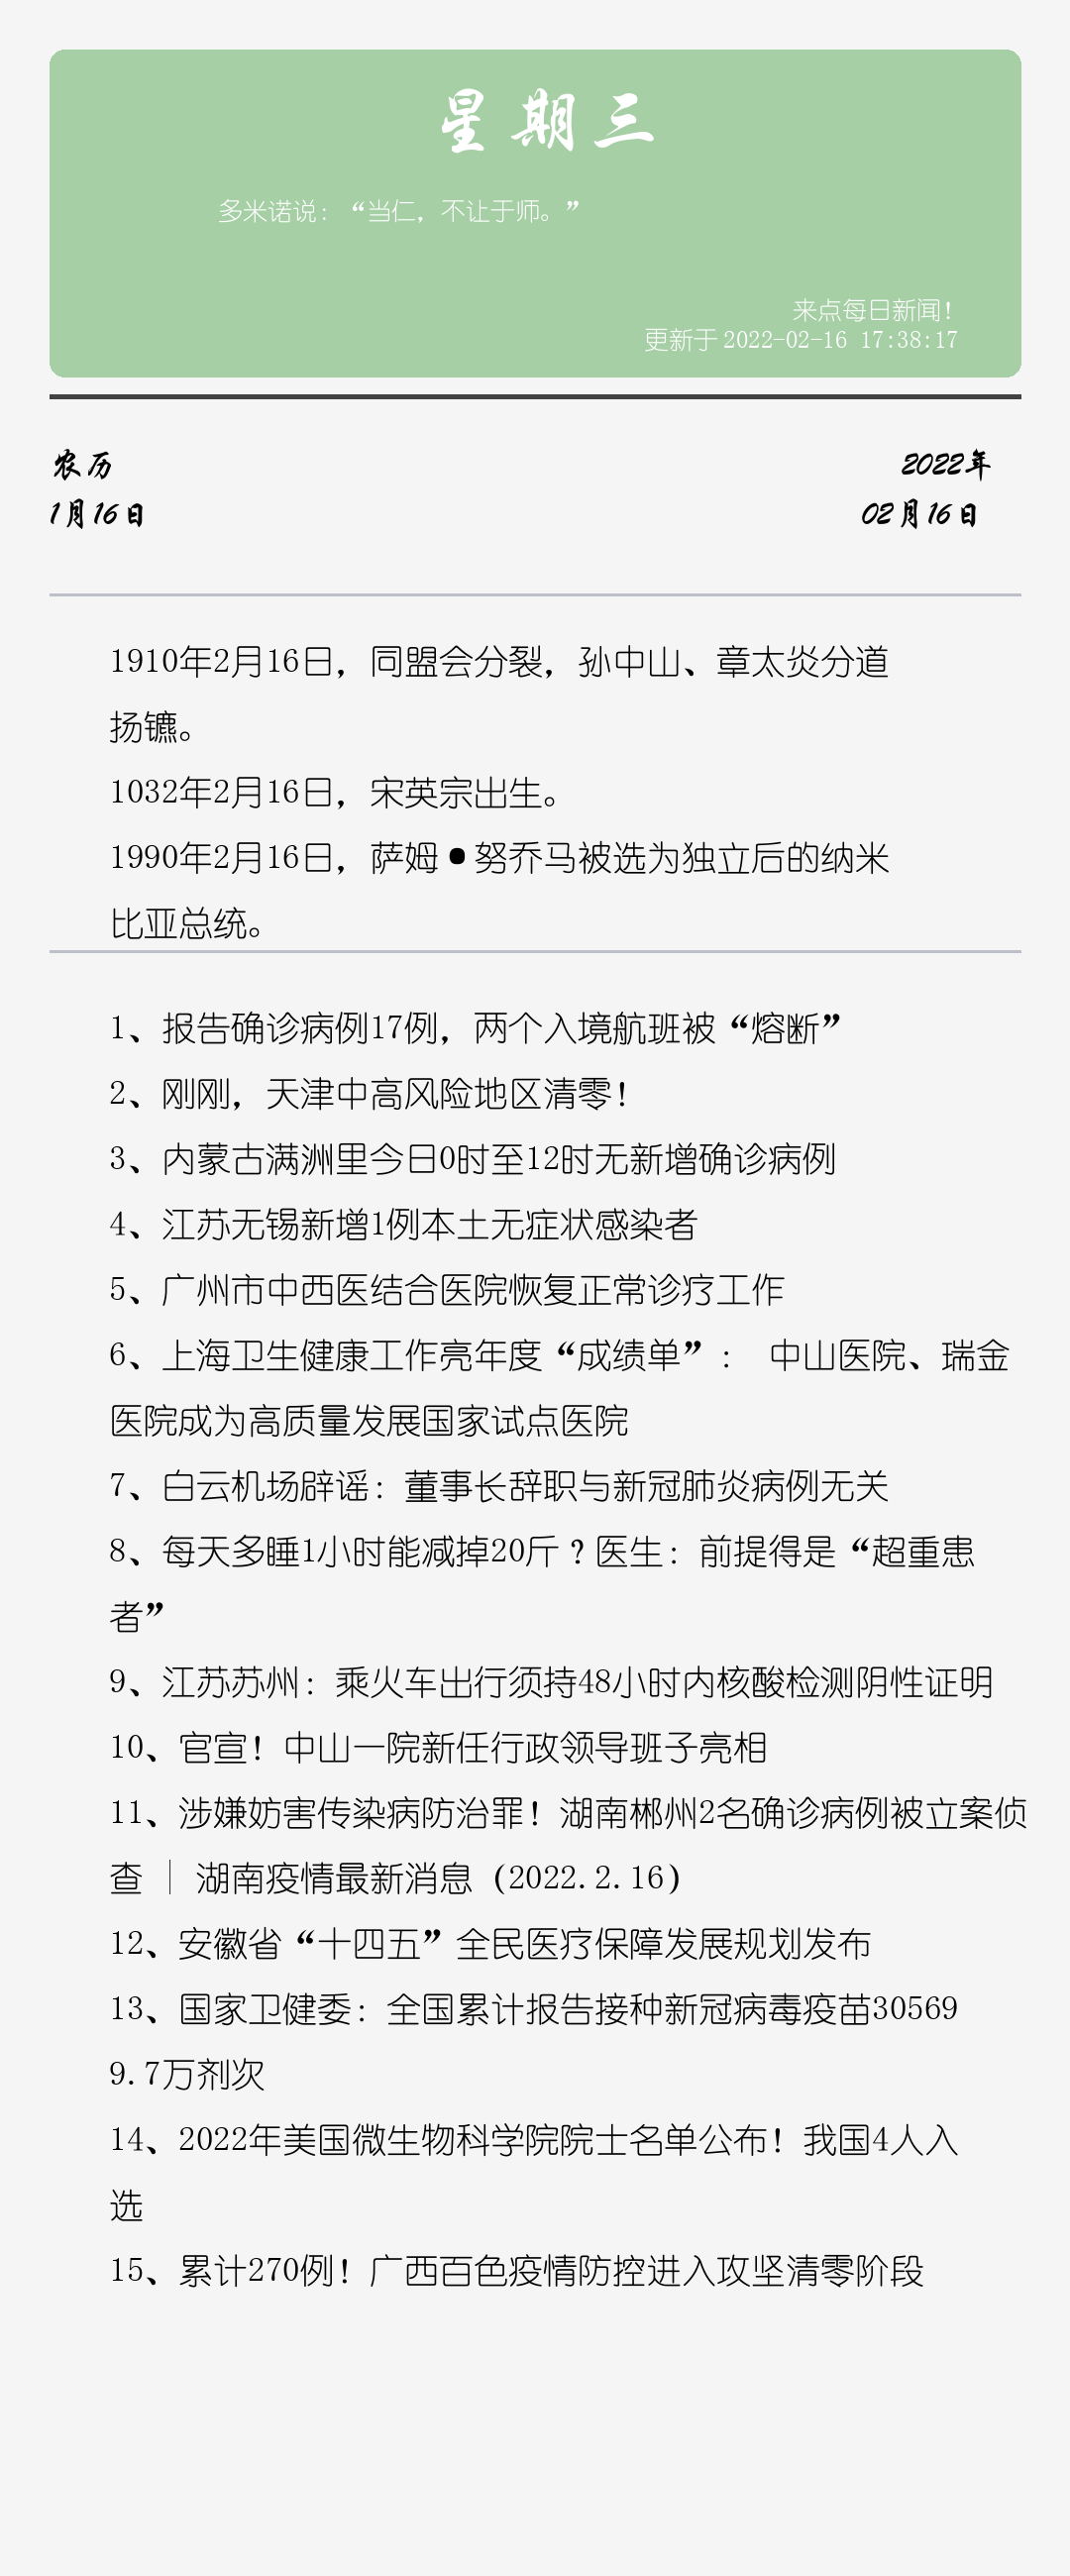 星期三
多米诺说：“当仁，不让于师。”
来点每日新闻！
更新于2022-02-16 17:38:17
农历
2022年
1月16日
02月16日
1910年2月16日，同盟会分裂，孙中山、章太炎分道
扬镳。
1032年2月16日，宋英宗出生。
1990年2月16日，萨姆•努乔马被选为独立后的纳米
比亚总统。
1、报告确诊病例17例，两个入境航班被“熔断”
2、刚刚，天津中高风险地区清零！
3、内蒙古满洲里今日0时至12时无新增确诊病例
4、江苏无锡新增1例本土无症状感染者
5、广州市中西医结合医院恢复正常诊疗工作
6、上海卫生健康工作亮年度“成绩单”： 中山医院、瑞金
医院成为高质量发展国家试点医院
7、白云机场辟谣：董事长辞职与新冠肺炎病例无关
8、每天多睡1小时能减掉20斤？医生：前提得是“超重患
者”
9、江苏苏州：乘火车出行须持48小时内核酸检测阴性证明
10、官宣！中山一院新任行政领导班子亮相
11、涉嫌妨害传染病防治罪！湖南郴州2名确诊病例被立案侦
查 | 湖南疫情最新消息（2022.2.16）
12、安徽省“十四五”全民医疗保障发展规划发布
13、国家卫健委：全国累计报告接种新冠病毒疫苗30569
9.7万剂次
14、2022年美国微生物科学院院士名单公布！我国4人入
选
15、累计270例！广西百色疫情防控进入攻坚清零阶段